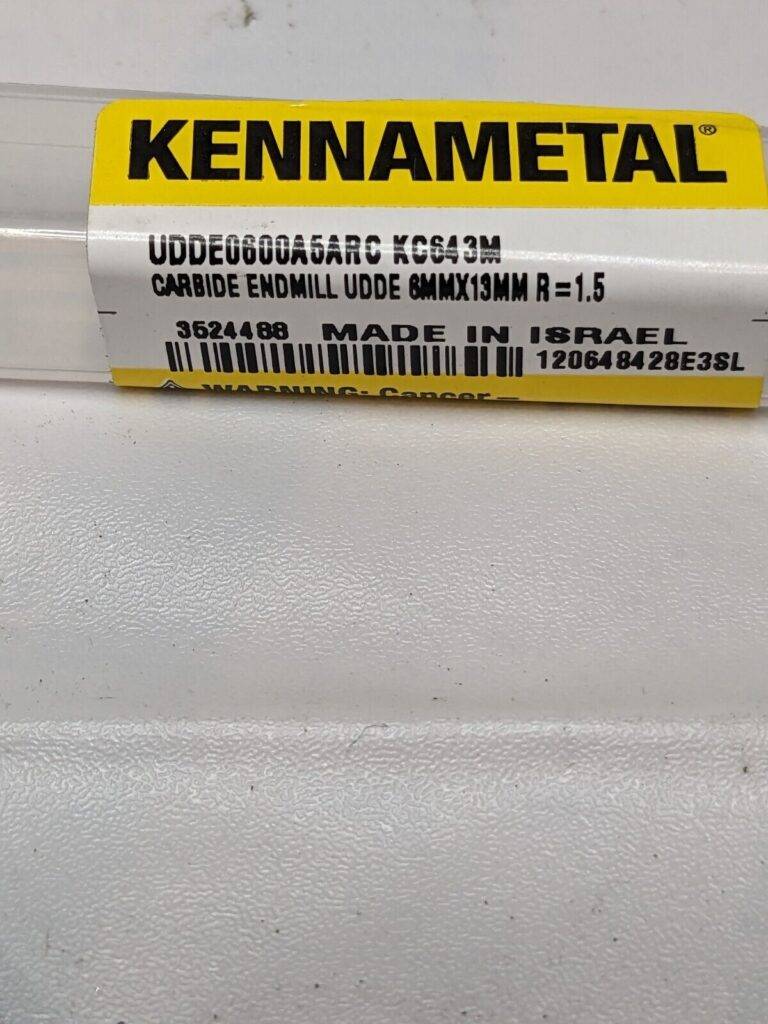 KENNAMETAL®
UDDE0600A5ARC KC643M
CARBIDE ENDMILL UDDE 6MMX13MM R=1.5
3524488 MADE IN ISRAEL
120648428E3SL
⚠ WARNING: Cancer –